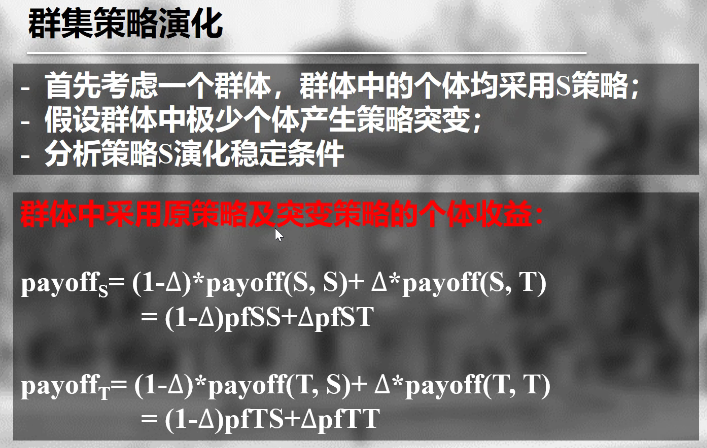 群集策略演化
- 首先考虑一个群体，群体中的个体均采用S策略；
- 假设群体中极少个体产生策略突变；
- 分析策略S演化稳定条件
群体中采用原策略及突变策略的个体收益：
payoffS= (1-Δ)*payoff(S, S)+ Δ*payoff(S, T)
= (1-Δ)pfSS+ΔpfST
payoffT= (1-Δ)*payoff(T, S)+ Δ*payoff(T, T)
= (1-Δ)pfTS+ΔpfTT